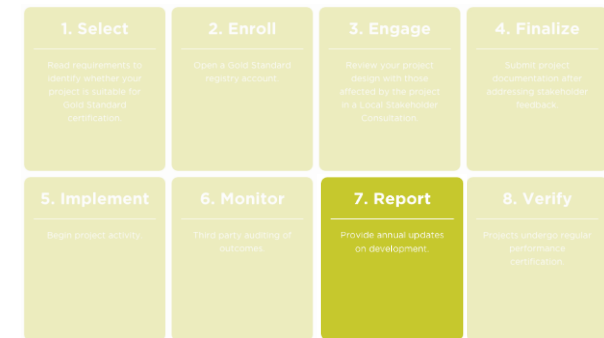 1. Select
Read requirements to
identify whether your
project is suitable for
Gold Standard
certification.
2. Enroll
Open a Gold Standard
registry account.
3. Engage
Review your project
design with those
affected by the project
in a Local Stakeholder
Consultation.
4. Finalize
Submit project
documentation after
addressing stakeholder
feedback.
5. Implement
Begin project activity.
6. Monitor
Third party auditing of
outcomes.
7. Report
Provide annual updates
on development.
8. Verify
Projects undergo regular
performance
certification.